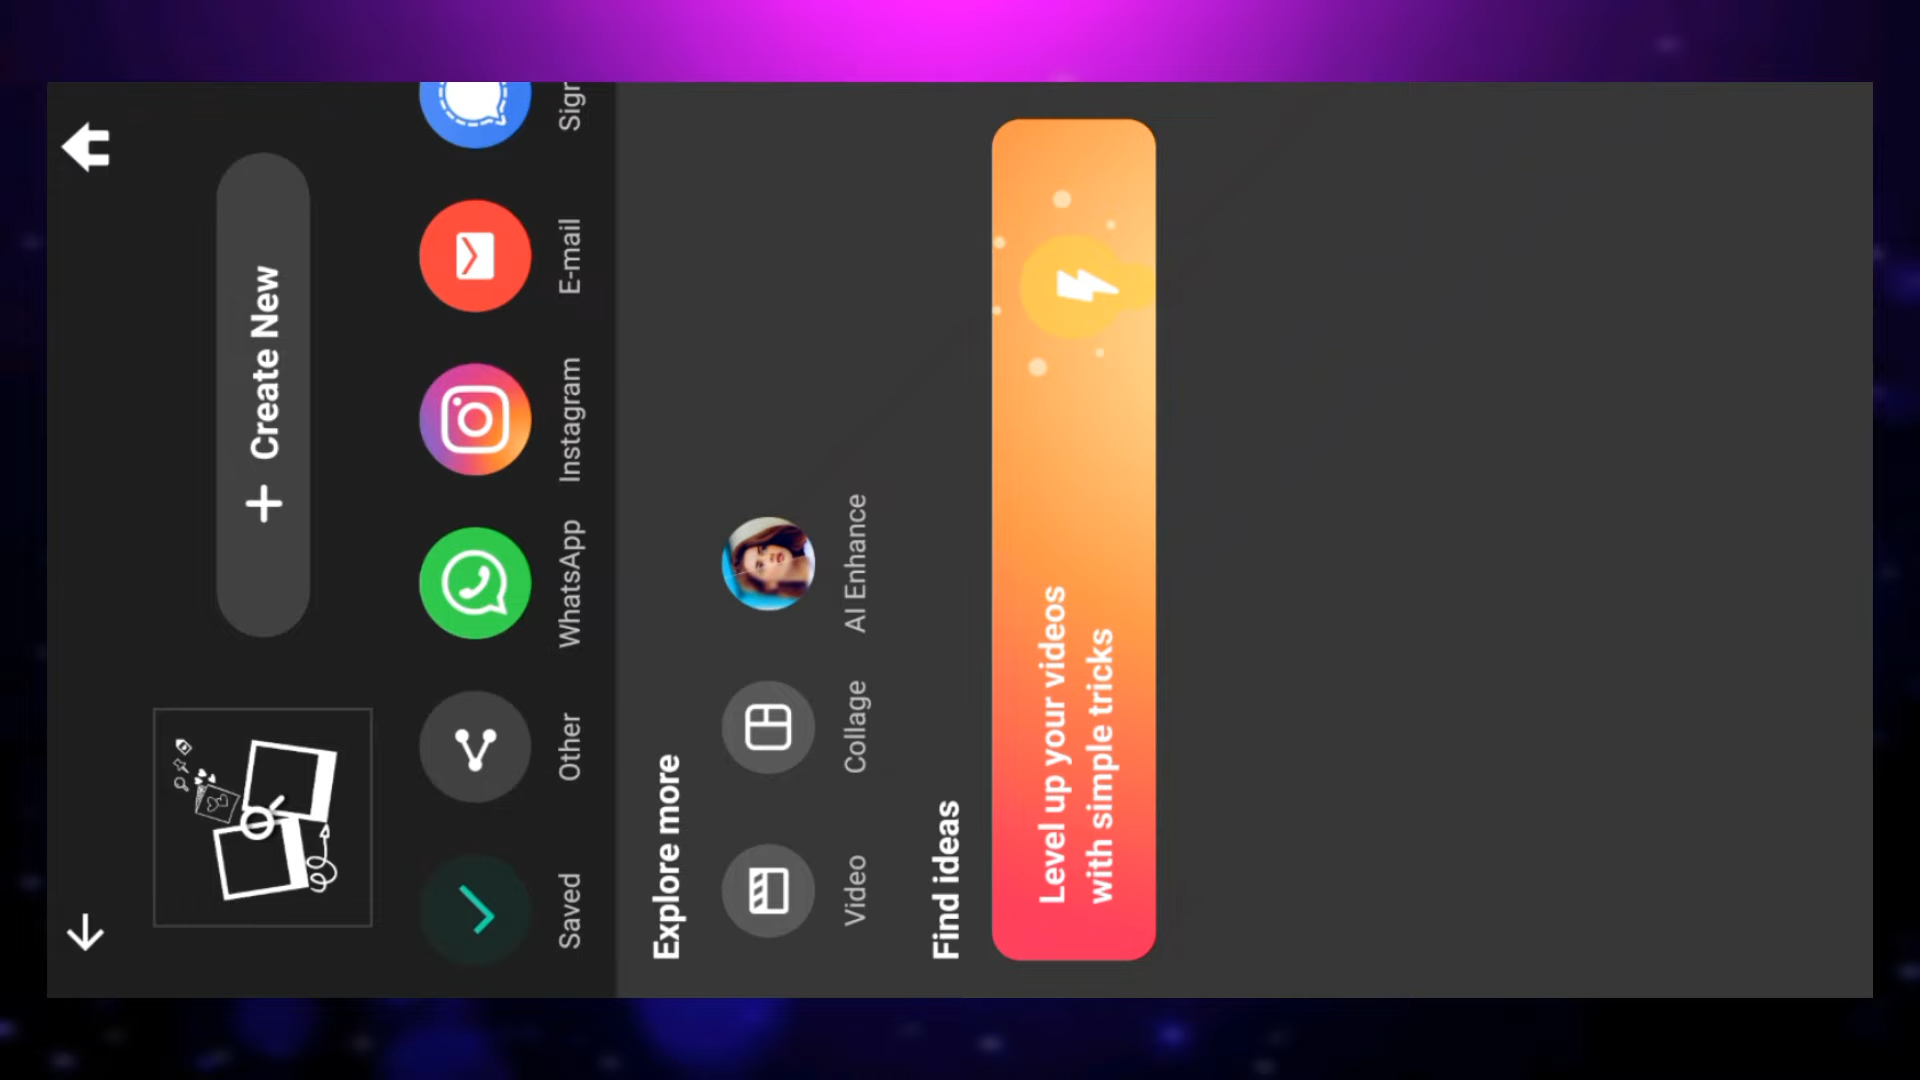 + Create New
Saved
Other
WhatsApp
Instagram
E-mail
Sigr
Explore more
Video
Collage
AI Enhance
Find ideas
Level up your videos
with simple tricks